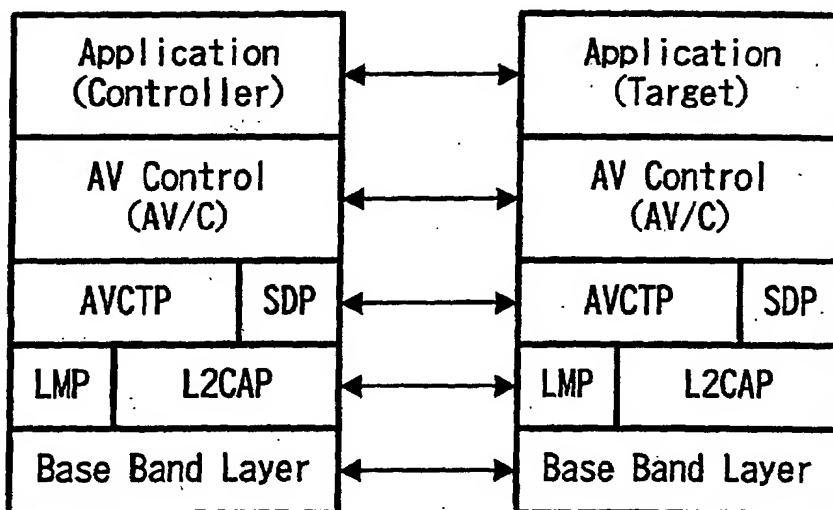 Application
(Controller)
AV Control
(AV/C)
AVCTP SDP
LMP L2CAP
Base Band Layer
Application
(Target)
AV Control
(AV/C)
AVCTP SDP
LMP L2CAP
Base Band Layer